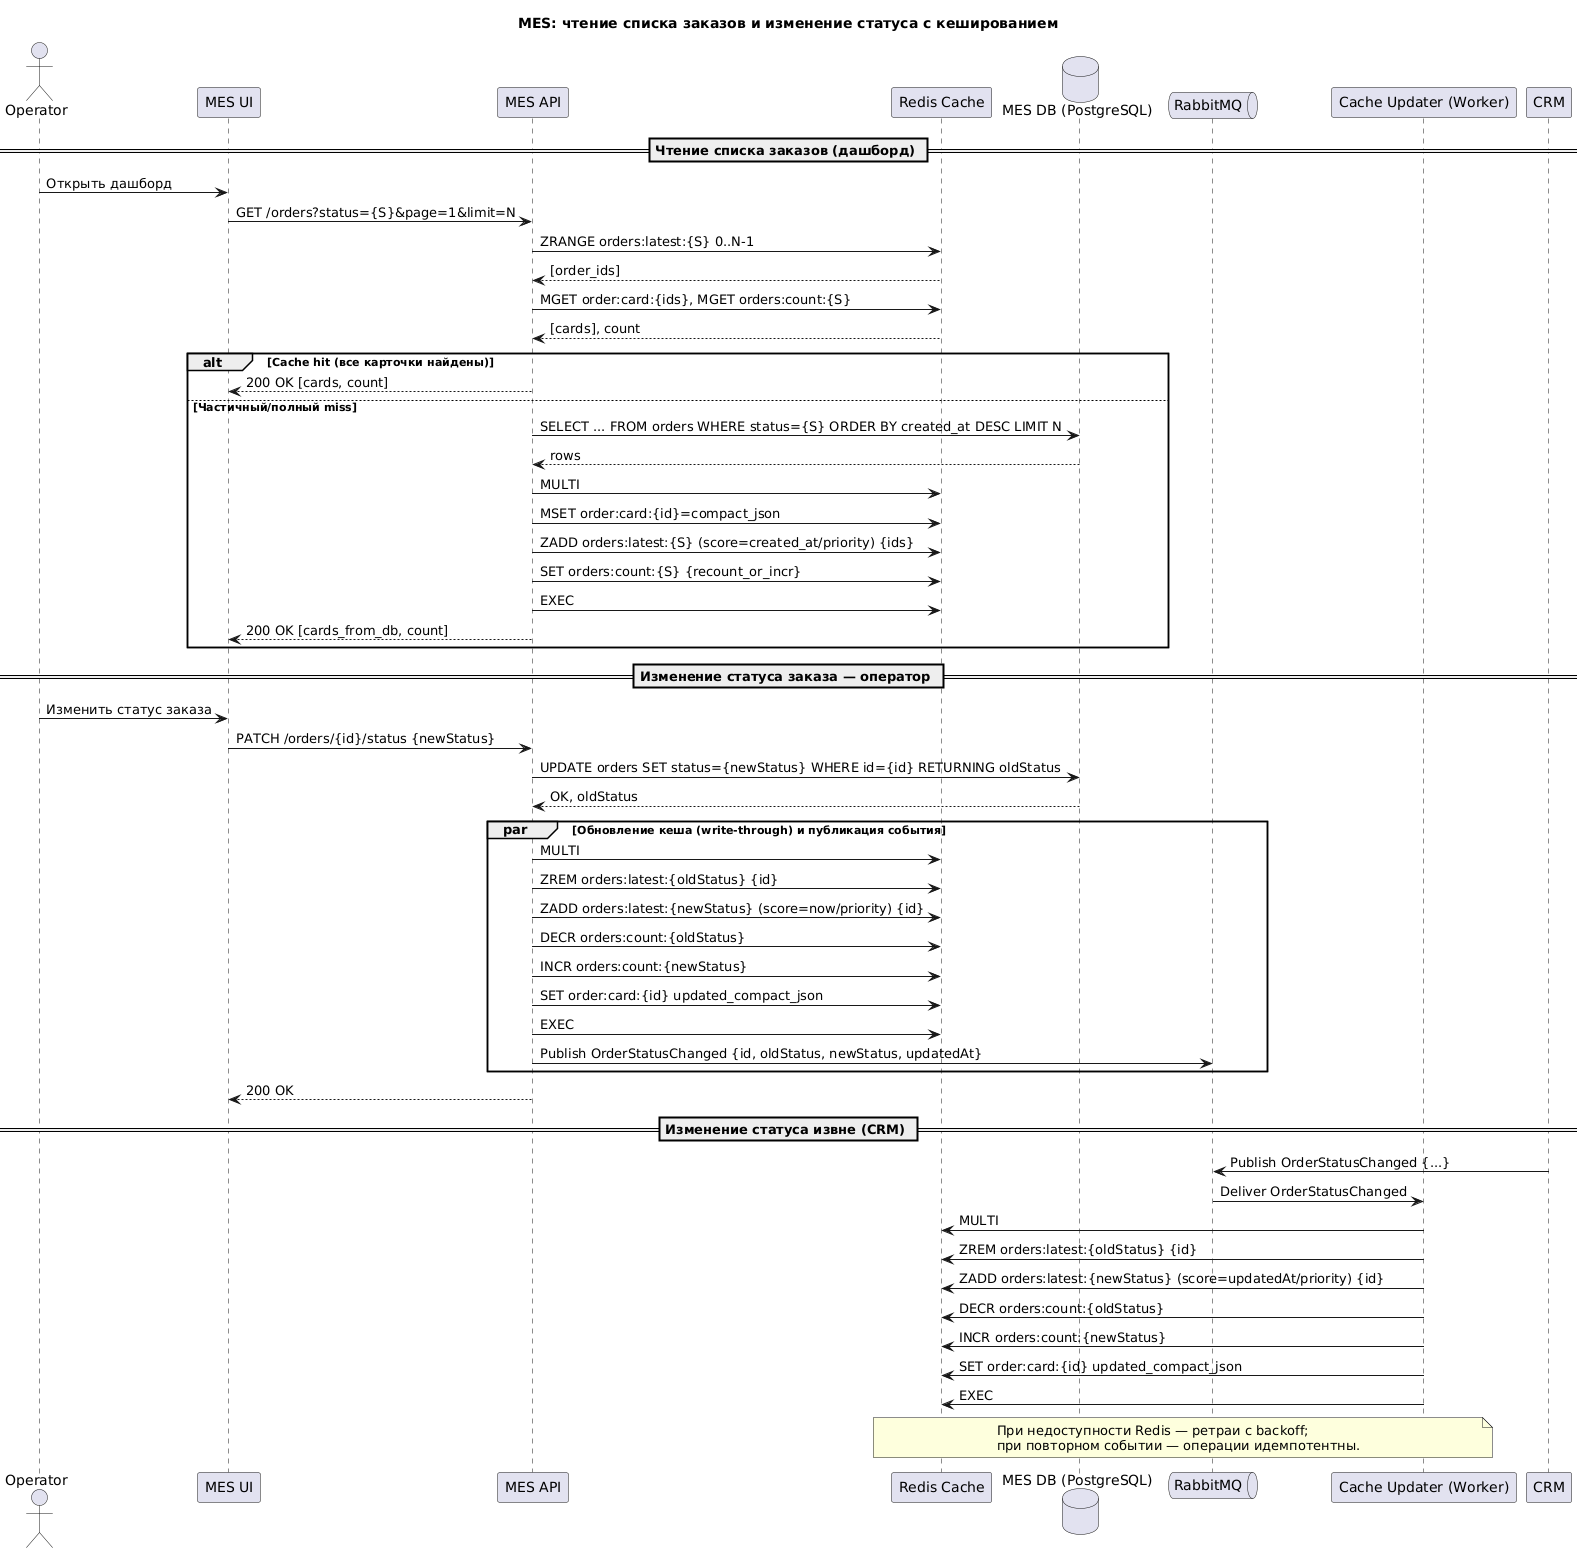 MES: чтение списка заказов и изменение статуса с кешированием
Operator
MES UI
MES API
Redis Cache
MES DB (PostgreSQL)
RabbitMQ
Cache Updater (Worker)
CRM
Чтение списка заказов (дашборд)
Открыть дашборд
GET /orders?status={S}&page=1&limit=N
ZRANGE orders:latest:{S} 0..N-1
[order_ids]
MGET order:card:{ids}, MGET orders:count:{S}
[cards], count
alt
[Cache hit (все карточки найдены)]
200 OK [cards, count]
[Частичный/полный miss]
SELECT ... FROM orders WHERE status={S} ORDER BY created_at DESC LIMIT N
rows
MULTI
MSET order:card:{id}=compact_json
ZADD orders:latest:{S} (score=created_at/priority) {ids}
SET orders:count:{S} {recount_or_incr}
EXEC
200 OK [cards_from_db, count]
Изменение статуса заказа — оператор
Изменить статус заказа
PATCH /orders/{id}/status {newStatus}
UPDATE orders SET status={newStatus} WHERE id={id} RETURNING oldStatus
OK, oldStatus
par
[Обновление кеша (write-through) и публикация события]
MULTI
ZREM orders:latest:{oldStatus} {id}
ZADD orders:latest:{newStatus} (score=now/priority) {id}
DECR orders:count:{oldStatus}
INCR orders:count:{newStatus}
SET order:card:{id} updated_compact_json
EXEC
Publish OrderStatusChanged {id, oldStatus, newStatus, updatedAt}
200 OK
Изменение статуса извне (CRM)
Publish OrderStatusChanged {...}
Deliver OrderStatusChanged
MULTI
ZREM orders:latest:{oldStatus} {id}
ZADD orders:latest:{newStatus} (score=updatedAt/priority) {id}
DECR orders:count:{oldStatus}
INCR orders:count:{newStatus}
SET order:card:{id} updated_compact_json
EXEC
При недоступности Redis — ретраи с backoff;
при повторном событии — операции идемпотентны.
Operator
MES UI
MES API
Redis Cache
MES DB (PostgreSQL)
RabbitMQ
Cache Updater (Worker)
CRM